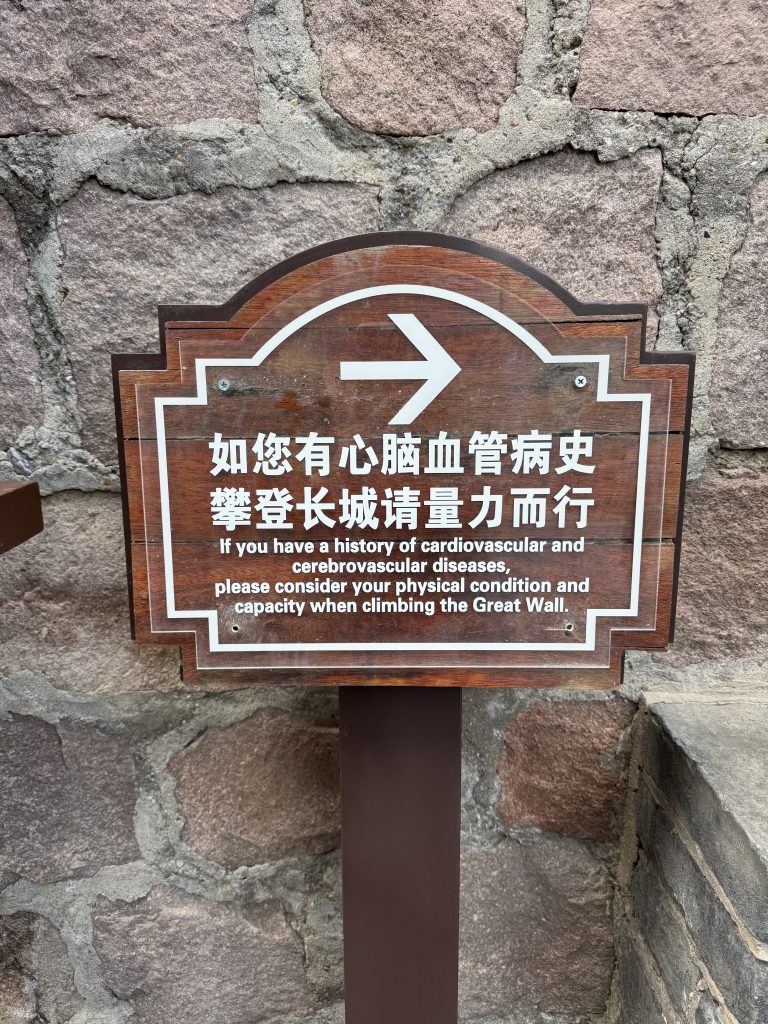 如您有心脑血管病史
攀登长城请量力而行
If you have a history of cardiovascular and
cerebrovascular diseases,
please consider your physical condition and
capacity when climbing the Great Wall.